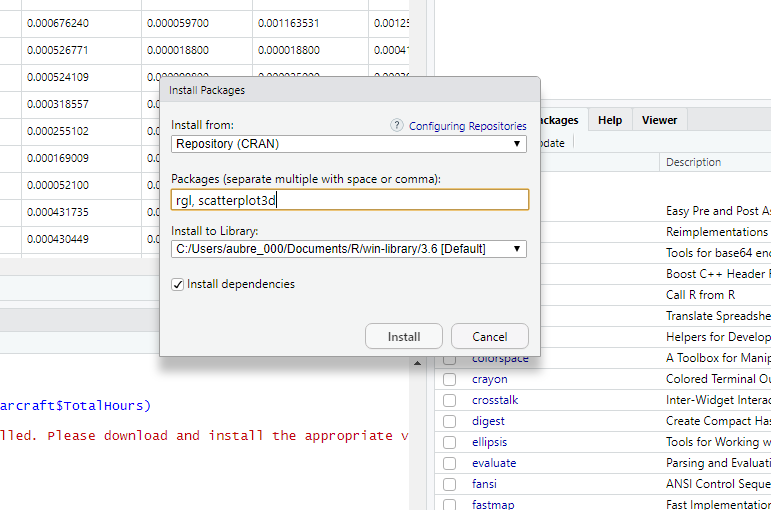 0.000676240 0.000059700 0.001163531 0.00125
0.000526771 0.000018800 0.000018800 0.00041
0.000524109
0.000318557
0.000255102
0.000169009
0.000052100
0.000431735
0.000430449
Install Packages
Install from: ? Configuring Repositories
Repository (CRAN)
Packages (separate multiple with space or comma):
rgl, scatterplot3d
Install to Library:
C:/Users/aubre_000/Documents/R/win-library/3.6 [Default]
Install dependencies
Install Cancel
ckages Help Viewer
pdate
Description
Easy Pre and Post As
Reimplementations
Tools for base64 enc
Boost C++ Header F
Call R from R
Translate Spreadshe
Helpers for Develop
colorspace A Toolbox for Manip
crayon Colored Terminal Ou
crosstalk Inter-Widget Interac
digest Create Compact Has
ellipsis Tools for Working w
evaluate Parsing and Evaluati
fansi ANSI Control Seque
fastmap Fast Implementation
arcraft$TotalHours)
lled. Please download and install the appropriate v